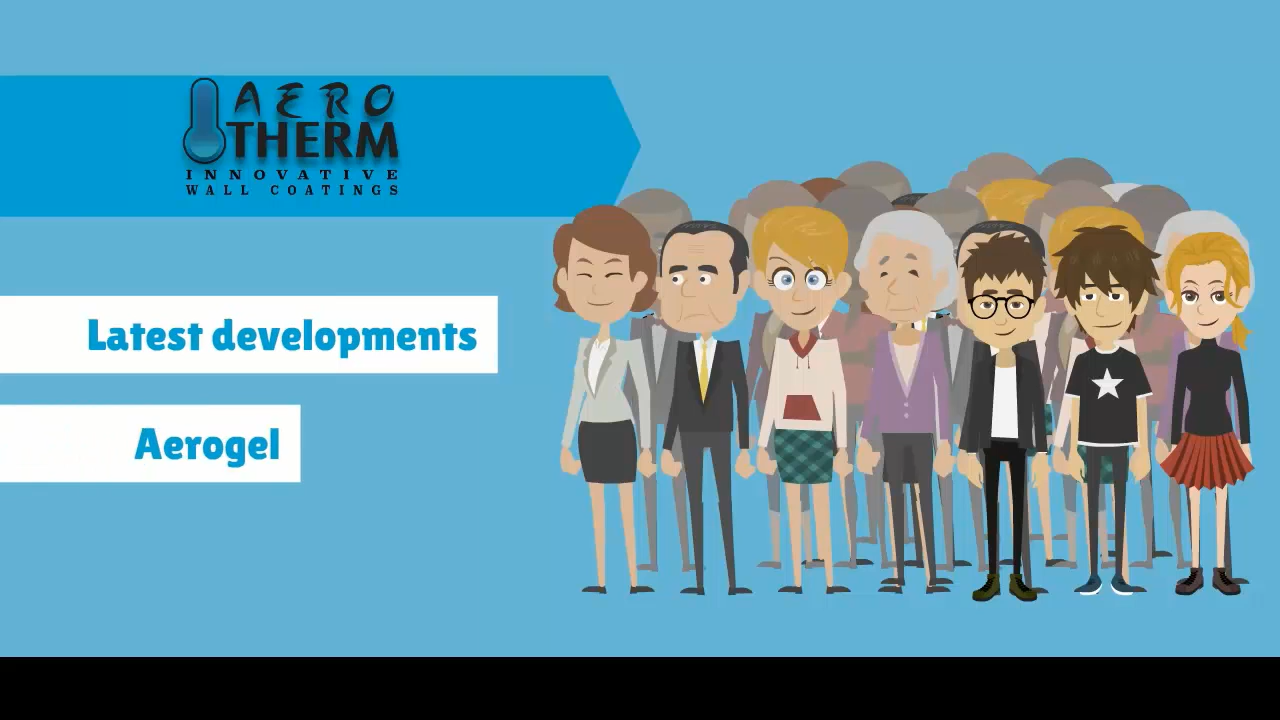 AERO
THERM
INNOVATIVE
WALL COATINGS
Latest developments
Aerogel